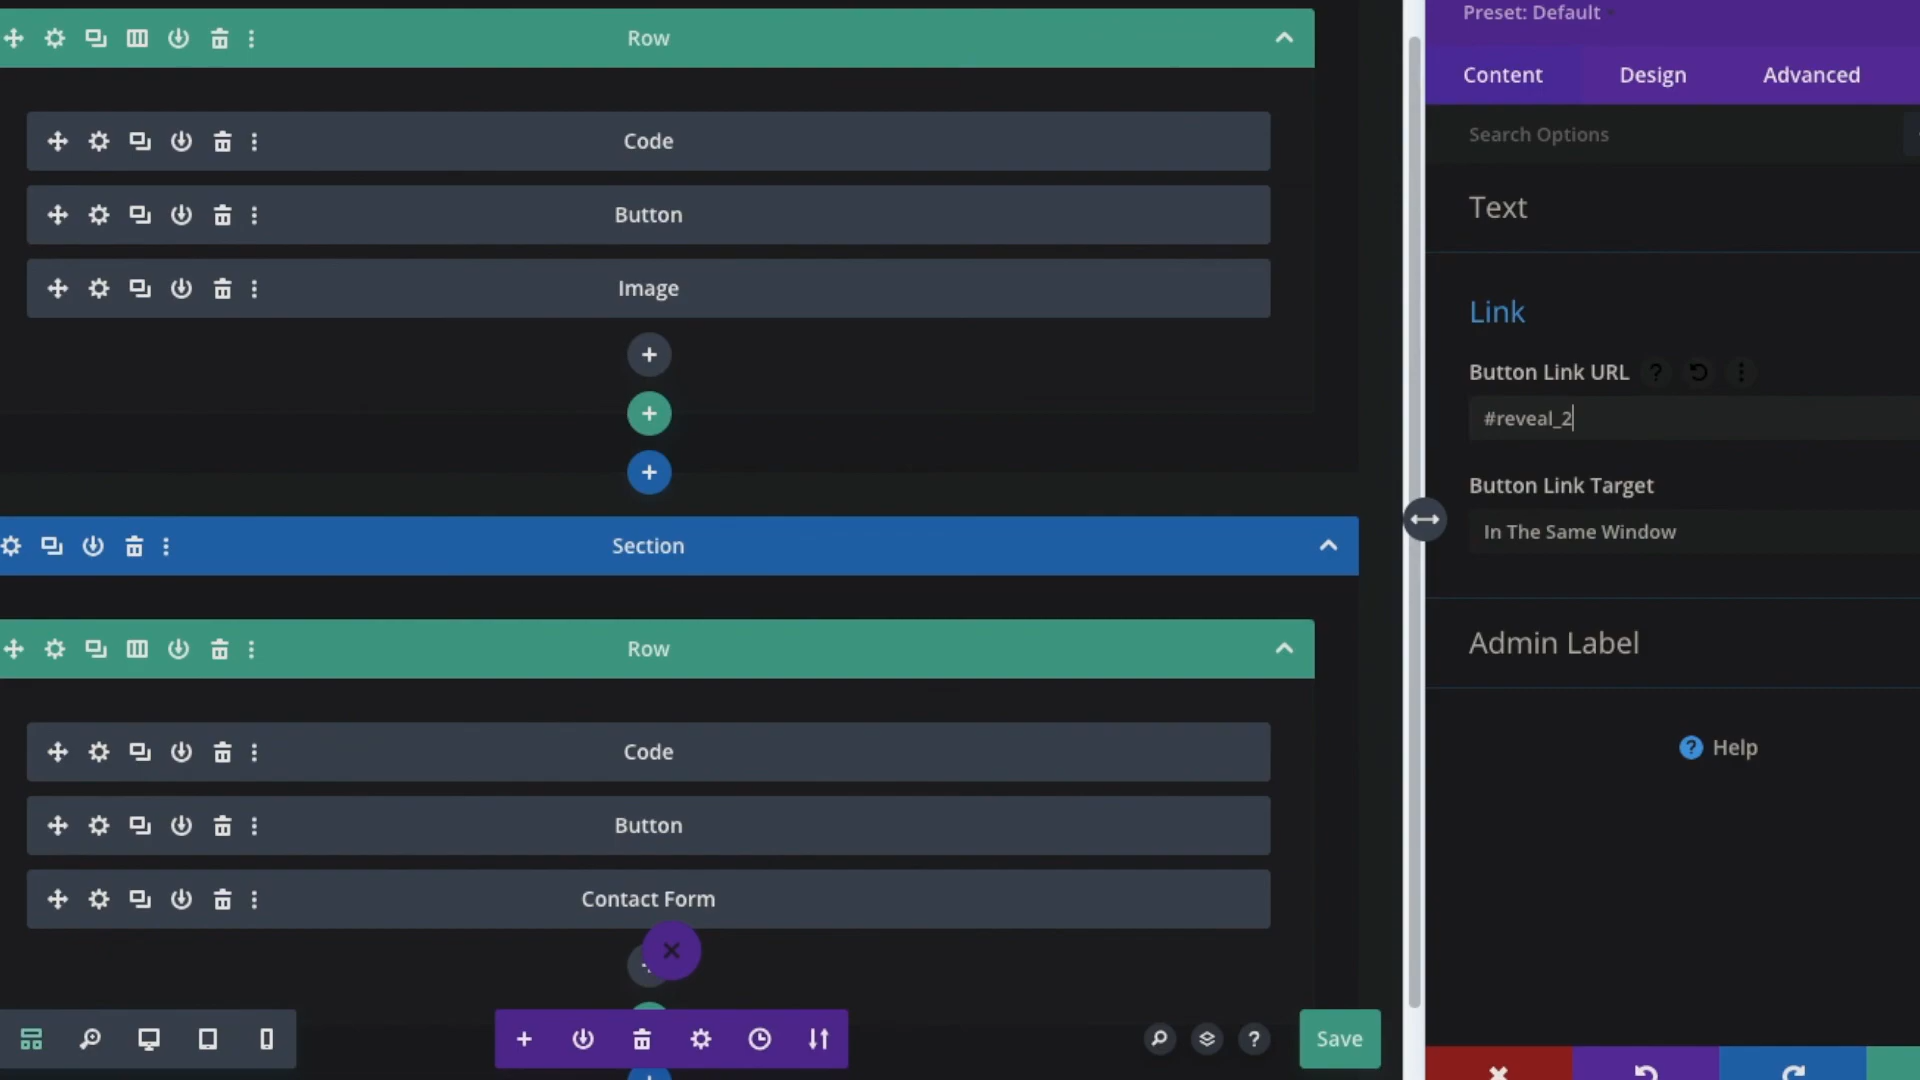 Row
Code
Button
Image
Section
Row
Code
Button
Contact Form
Save
Preset: Default
Content
Design
Advanced
Search Options
Text
Link
Button Link URL
#reveal_2
Button Link Target
In The Same Window
Admin Label
Help